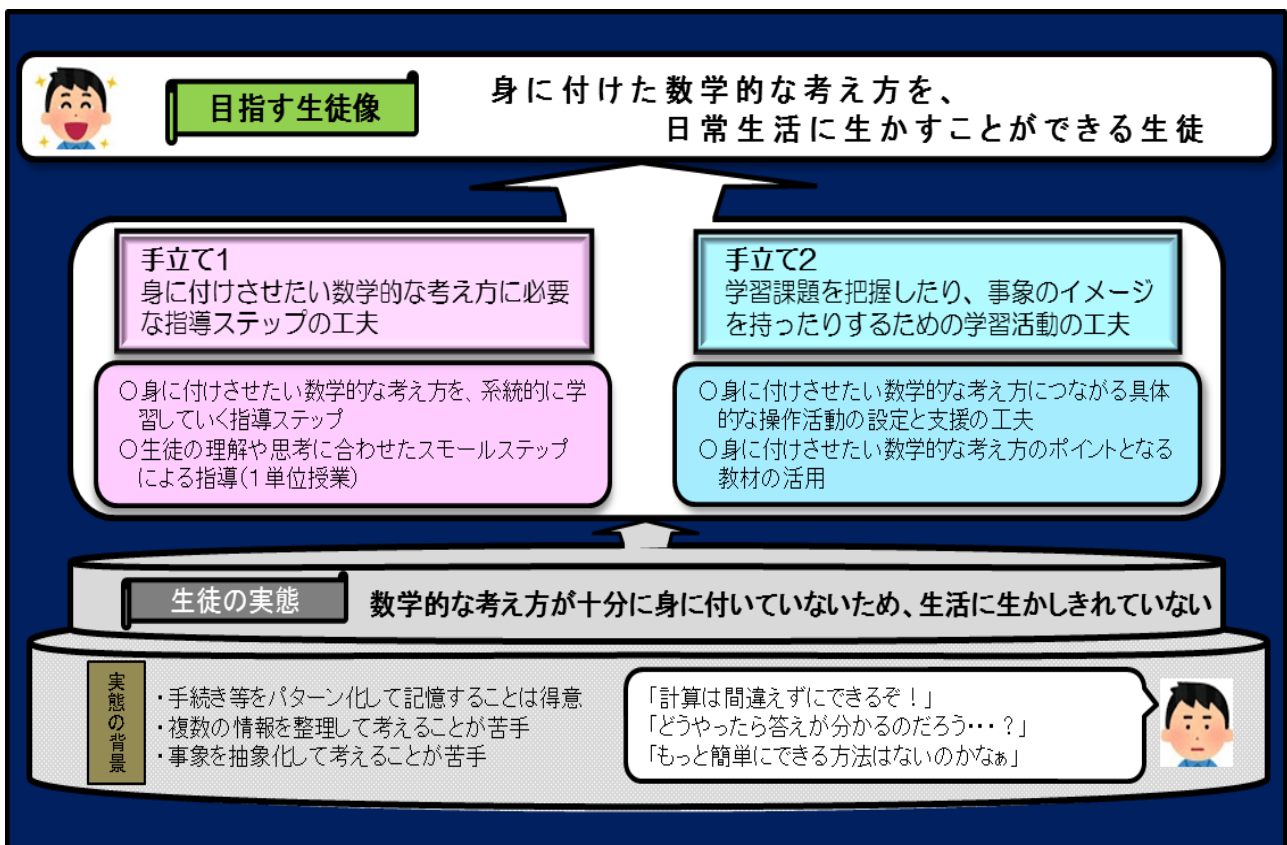 目指す生徒像
身に付けた数学的な考え方を、
日常生活に生かすことができる生徒
手立て1
身に付けさせたい数学的な考え方に必要
な指導ステップの工夫
○身に付けさせたい数学的な考え方を、系統的に学
習していく指導ステップ
○生徒の理解や思考に合わせたスモールステップ
による指導(1単位授業)
手立て2
学習課題を把握したり、事象のイメージ
を持ったりするための学習活動の工夫
○身に付けさせたい数学的な考え方につながる具体
的な操作活動の設定と支援の工夫
○身に付けさせたい数学的な考え方のポイントとなる
教材の活用
生徒の実態
数学的な考え方が十分に身に付いていないため、生活に生かしきれていない
実態の背景
・手続き等をパターン化して記憶することは得意
・複数の情報を整理して考えることが苦手
・事象を抽象化して考えることが苦手
「計算は間違えずにできるぞ！」
「どうやったら答えが分かるのだろう・・・？」
「もっと簡単にできる方法はないのかなぁ」